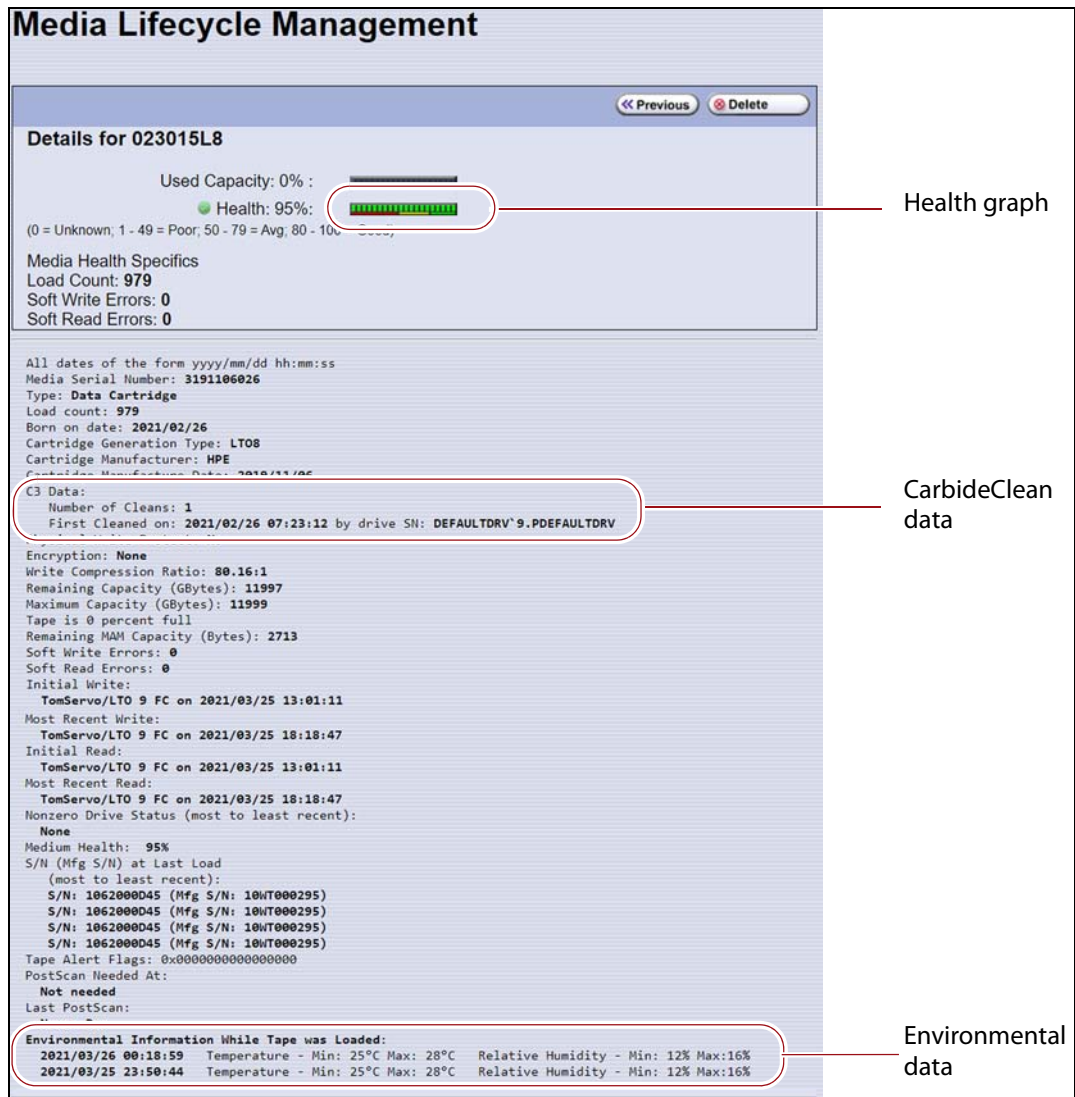 Media Lifecycle Management
Previous Delete
Details for 023015L8
Used Capacity: 0% :
Health: 95%:
Health graph
(0 = Unknown; 1 - 49 = Poor; 50 - 79 = Avg; 80 - 100
Media Health Specifics
Load Count: 979
Soft Write Errors: 0
Soft Read Errors: 0
All dates of the form yyyy/mm/dd hh:mm:ss
Media Serial Number: 3191106026
Type: Data Cartridge
Load count: 979
Born on date: 2021/02/26
Cartridge Generation Type: LTO8
Cartridge Manufacturer: HPE
Cartridge Manufacture Date: 2019/11/06
C3 Data:
Number of Cleans: 1
First Cleaned on: 2021/02/26 07:23:12 by drive SN: DEFAULTDRV`9.PDEFAULTDRV
CarbideClean
data
Encryption: None
Write Compression Ratio: 80.16:1
Remaining Capacity (GBytes): 11997
Maximum Capacity (GBytes): 11999
Tape is 0 percent full
Remaining MAM Capacity (Bytes): 2713
Soft Write Errors: 0
Soft Read Errors: 0
Initial Write:
TomServo/LTO 9 FC on 2021/03/25 13:01:11
Most Recent Write:
TomServo/LTO 9 FC on 2021/03/25 18:18:47
Initial Read:
TomServo/LTO 9 FC on 2021/03/25 13:01:11
Most Recent Read:
TomServo/LTO 9 FC on 2021/03/25 18:18:47
Nonzero Drive Status (most to least recent):
None
Medium Health: 95%
S/N (Mfg S/N) at Last Load
(most to least recent):
S/N: 1062000D45 (Mfg S/N: 10WT000295)
S/N: 1062000D45 (Mfg S/N: 10WT000295)
S/N: 1062000D45 (Mfg S/N: 10WT000295)
S/N: 1062000D45 (Mfg S/N: 10WT000295)
Tape Alert Flags: 0x0000000000000000
PostScan Needed At:
Not needed
Last PostScan:
Environmental Information While Tape was Loaded:
2021/03/26 00:18:59 Temperature - Min: 25°C Max: 28°C Relative Humidity - Min: 12% Max:16%
2021/03/25 23:50:44 Temperature - Min: 25°C Max: 28°C Relative Humidity - Min: 12% Max:16%
Environmental
data